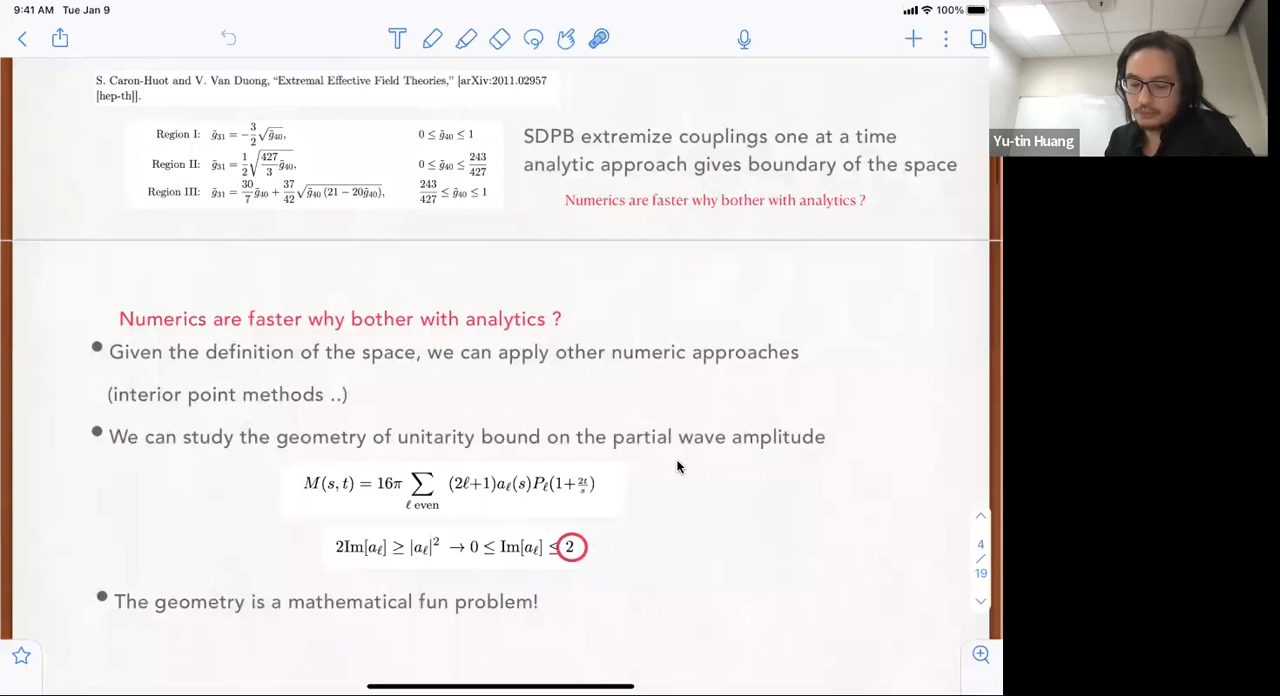 9:41 AM Tue Jan 9
100%
S. Caron-Huot and V. Van Duong, “Extremal Effective Field Theories,” [arXiv:2011.02957
[hep-th]].
Region I: g̃₃₁ = −3/2 √g̃₄₀, 0 ≤ g̃₄₀ ≤ 1
Region II: g̃₃₁ = 1/2 √(427/3 g̃₄₀), 0 ≤ g̃₄₀ ≤ 243/427
Region III: g̃₃₁ = 30/7 g̃₄₀ + 37/42 √(g̃₄₀ (21 − 20g̃₄₀)), 243/427 ≤ g̃₄₀ ≤ 1
SDPB extremize couplings one at a time
analytic approach gives boundary of the space
Numerics are faster why bother with analytics ?
Yu-tin Huang
Numerics are faster why bother with analytics ?
• Given the definition of the space, we can apply other numeric approaches
(interior point methods ..)
• We can study the geometry of unitarity bound on the partial wave amplitude
M(s, t) = 16π ∑ (2ℓ+1)aℓ(s)Pℓ(1+2t/s)
ℓ even
2Im[aℓ] ≥ |aℓ|² → 0 ≤ Im[aℓ] ≤ 2
• The geometry is a mathematical fun problem!
4
/
19